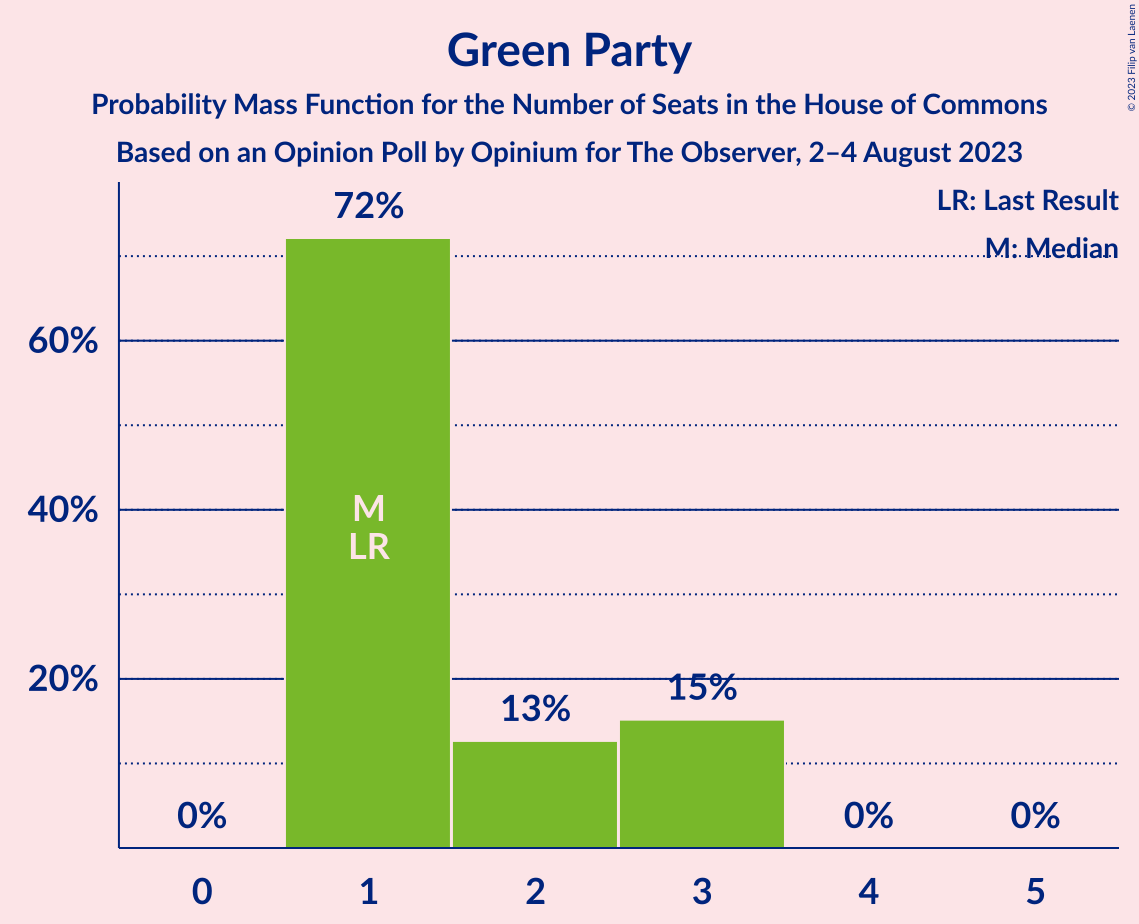 Green Party
Probability Mass Function for the Number of Seats in the House of Commons
Based on an Opinion Poll by Opinium for The Observer, 2–4 August 2023
© 2023 Filip van Laenen
LR: Last Result
M: Median
72%
60%
40%
20%
M
LR
0%
13%
15%
0%
0%
0
1
2
3
4
5